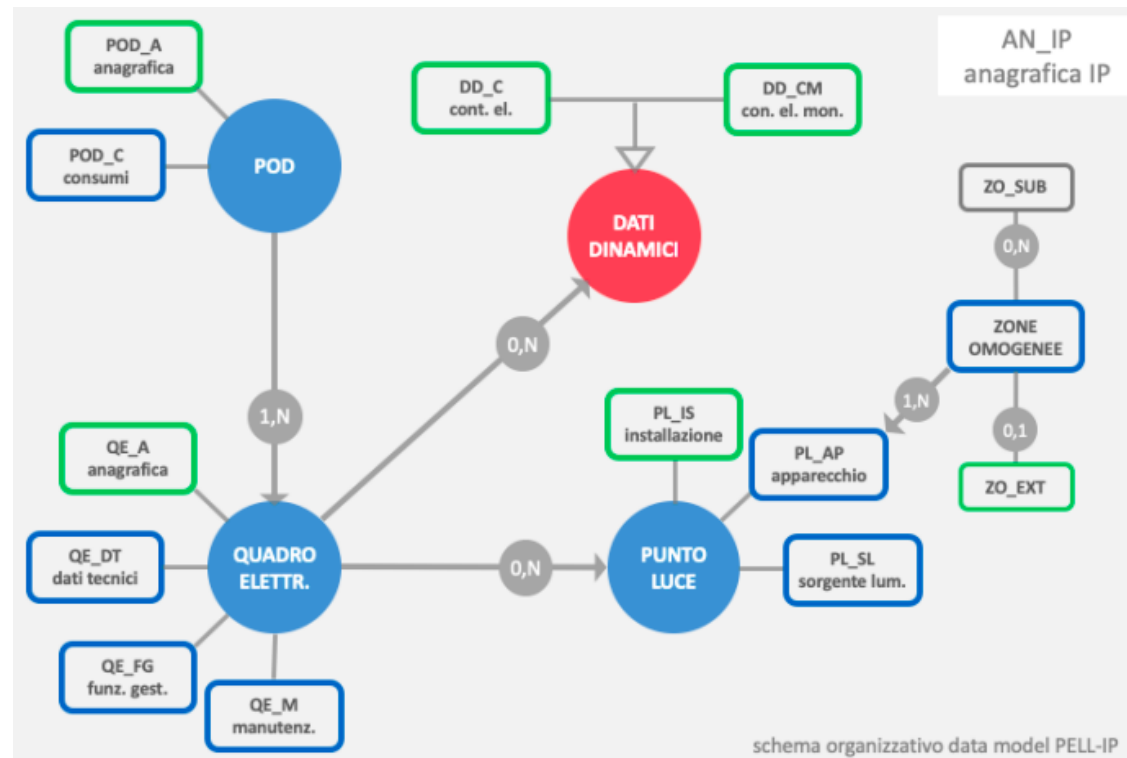 POD_A
anagrafica
POD_C
consumi
POD
DD_C
cont. el.
DD_CM
con. el. mon.
AN_IP
anagrafica IP
DATI
DINAMICI
ZO_SUB
0,N
ZONE
OMOGENEE
0,N
1,N
0,1
1,N
PL_IS
installazione
PL_AP
apparecchio
ZO_EXT
QE_A
anagrafica
QE_DT
dati tecnici
QUADRO
ELETTR.
0,N
PUNTO
LUCE
PL_SL
sorgente lum.
QE_FG
funz. gest.
QE_M
manutenz.
schema organizzativo data model PELL-IP